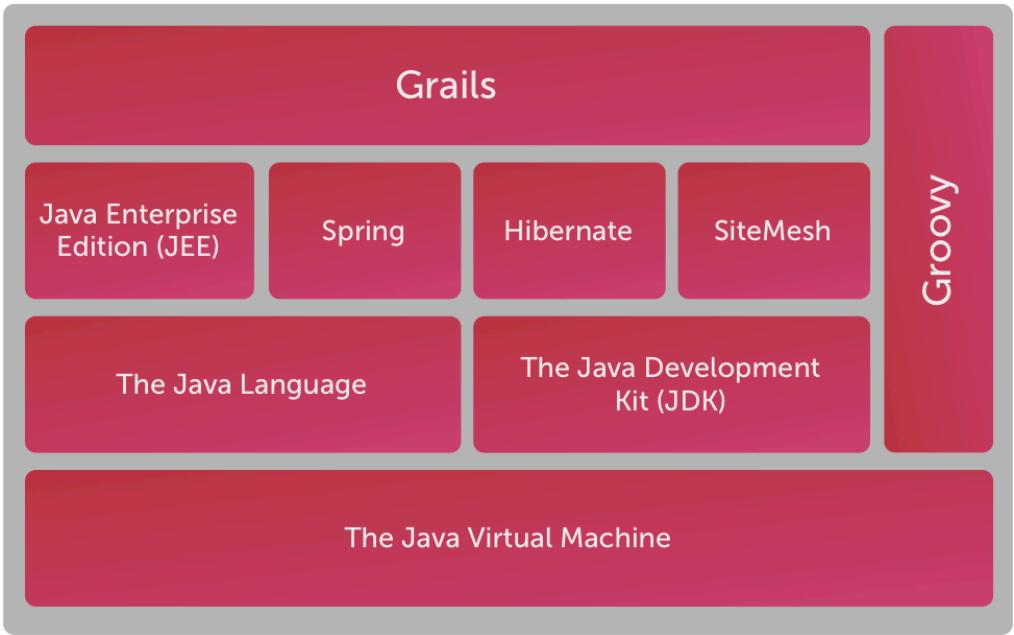 Grails
Groovy
Java Enterprise
Edition (JEE)
Spring
Hibernate
SiteMesh
The Java Language
The Java Development
Kit (JDK)
The Java Virtual Machine